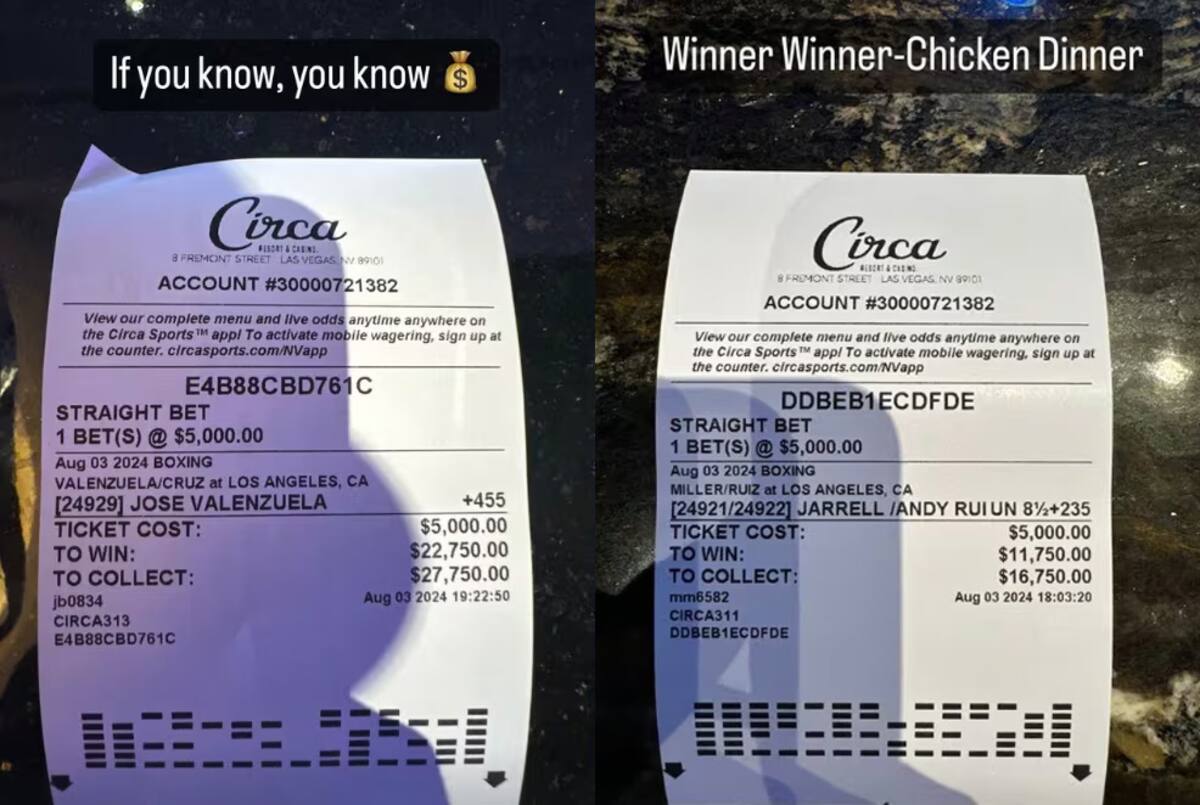 If you know, you know
Circa
RESORT & CASINO.
8 FREMONT STREET LAS VEGAS, NV 89101
ACCOUNT #30000721382
View our complete menu and live odds anytime anywhere on
the Circa Sports™ app! To activate mobile wagering, sign up at
the counter. circasports.com/NVapp
E4B88CBD761C
STRAIGHT BET
1 BET(S) @ $5,000.00
Aug 03 2024 BOXING
VALENZUELA/CRUZ at LOS ANGELES, CA
[24929] JOSE VALENZUELA +455
TICKET COST: $5,000.00
TO WIN: $22,750.00
TO COLLECT: $27,750.00
jb0834 Aug 03 2024 19:22:50
CIRCA313
E4B88CBD761C
Winner Winner-Chicken Dinner
Circa
RESORT & CASINO.
8 FREMONT STREET LAS VEGAS, NV 89101
ACCOUNT #30000721382
View our complete menu and live odds anytime anywhere on
the Circa Sports™ app! To activate mobile wagering, sign up at
the counter. circasports.com/NVapp
DDBEB1ECDFDE
STRAIGHT BET
1 BET(S) @ $5,000.00
Aug 03 2024 BOXING
MILLER/RUIZ at LOS ANGELES, CA
[24921/24922] JARRELL /ANDY RUI UN 8½+235
TICKET COST: $5,000.00
TO WIN: $11,750.00
TO COLLECT: $16,750.00
mm6582 Aug 03 2024 18:03:20
CIRCA311
DDBEB1ECDFDE